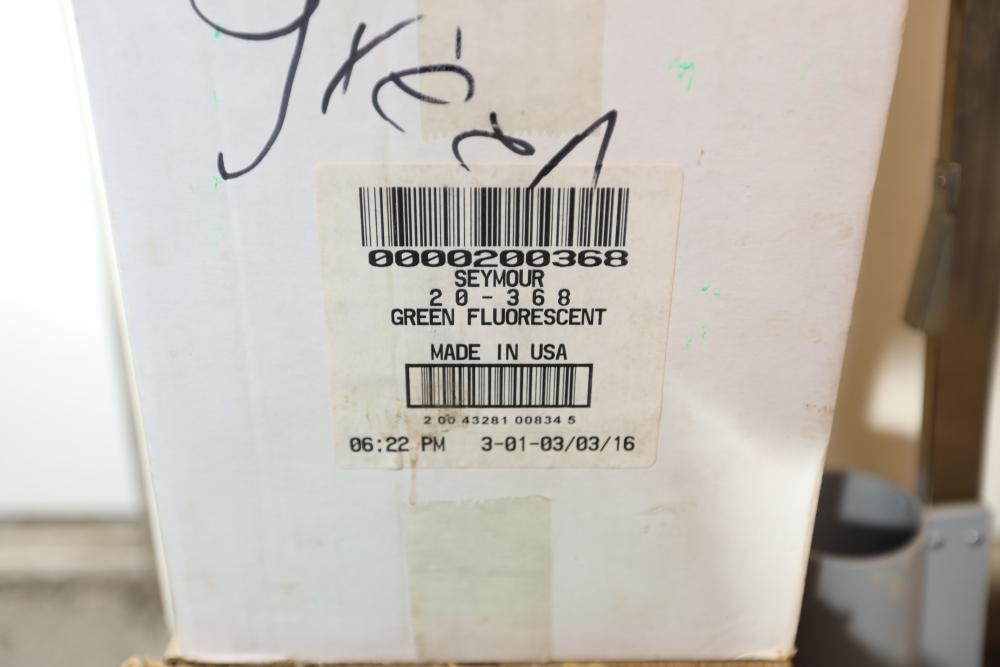 Green
0000200368
SEYMOUR
20-368
GREEN FLUORESCENT
MADE IN USA
2 00 43281 00834 5
06:22 PM 3-01-03/03/16